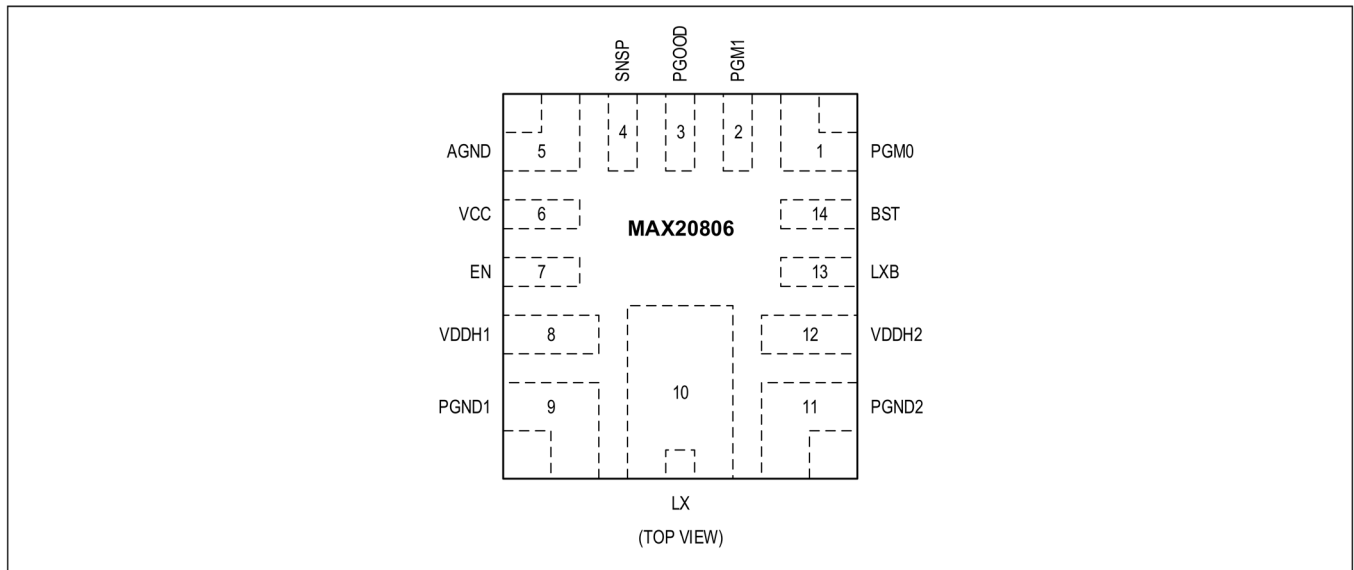 SNSP
PGOOD
PGM1
4
3
2
AGND
5
1
PGM0
VCC
6
14
BST
MAX20806
EN
7
13
LXB
VDDH1
8
12
VDDH2
PGND1
9
10
11
PGND2
LX
(TOP VIEW)